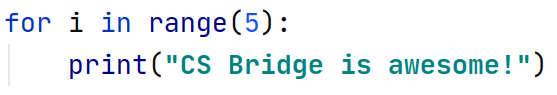 for i in range(5):
    print("CS Bridge is awesome!")